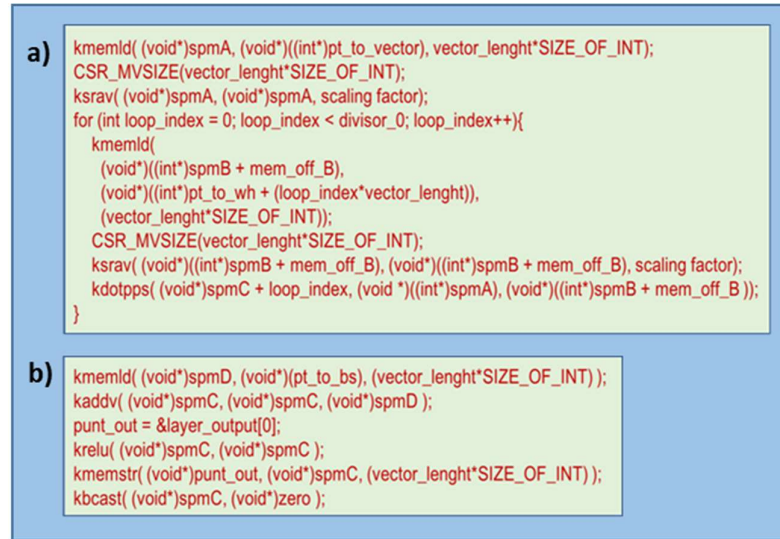 a)
kmemld( (void*)spmA, (void*)((int*)pt_to_vector), vector_lenght*SIZE_OF_INT);
CSR_MVSIZE(vector_lenght*SIZE_OF_INT);
ksrav( (void*)spmA, (void*)spmA, scaling factor);
for (int loop_index = 0; loop_index < divisor_0; loop_index++){
kmemld(
(void*)((int*)spmB + mem_off_B),
(void*)((int*)pt_to_wh + (loop_index*vector_lenght)),
(vector_lenght*SIZE_OF_INT));
CSR_MVSIZE(vector_lenght*SIZE_OF_INT);
ksrav( (void*)((int*)spmB + mem_off_B), (void*)((int*)spmB + mem_off_B), scaling factor);
kdotpps( (void*)spmC + loop_index, (void *)((int*)spmA), (void*)((int*)spmB + mem_off_B ));
}
b)
kmemld( (void*)spmD, (void*)(pt_to_bs), (vector_lenght*SIZE_OF_INT) );
kaddv( (void*)spmC, (void*)spmC, (void*)spmD );
punt_out = &layer_output[0];
krelu( (void*)spmC, (void*)spmC );
kmemstr( (void*)punt_out, (void*)spmC, (vector_lenght*SIZE_OF_INT) );
kbcast( (void*)spmC, (void*)zero );